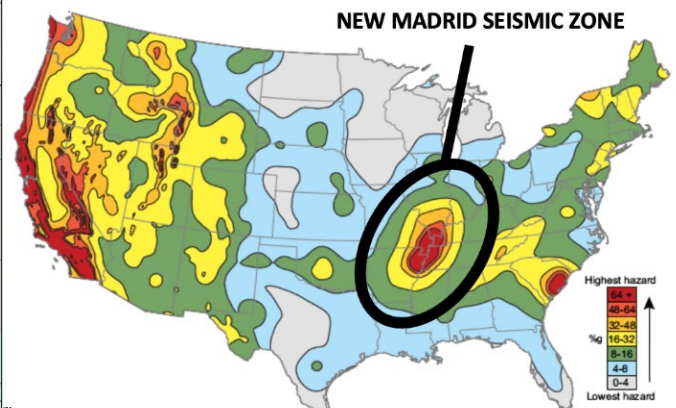 NEW MADRID SEISMIC ZONE
Highest hazard
64 +
48-64
32-48
%g 16-32
8-16
4-8
0-4
Lowest hazard